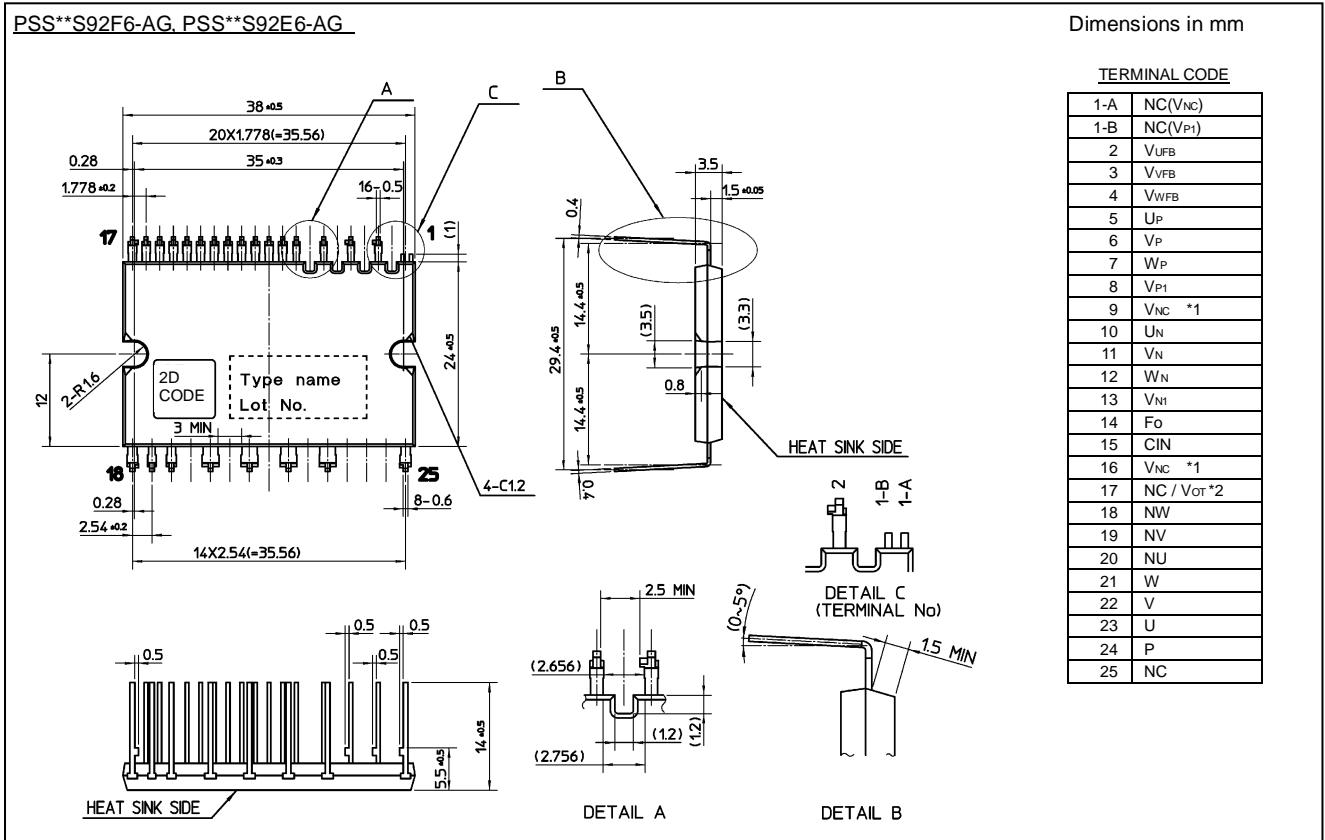 PSS**S92F6-AG, PSS**S92E6-AG
Dimensions in mm
TERMINAL CODE
1-A NC(VNC)
1-B NC(VP1)
2 VUFB
3 VVFB
4 VWFB
5 UP
6 VP
7 WP
8 VP1
9 VNC *1
10 UN
11 VN
12 WN
13 VN1
14 Fo
15 CIN
16 VNC *1
17 NC / VOT *2
18 NW
19 NV
20 NU
21 W
22 V
23 U
24 P
25 NC
A
C
B
38 ±0.5
20X1.778(=35.56)
35 ±0.3
0.28
1.778 ±0.2
16-0.5
17
1
(1)
24 ±0.5
12
2-R1.6
2D
CODE
Type name
Lot No.
3 MIN
18
25
4-C1.2
8-0.6
0.28
2.54 ±0.2
14X2.54(=35.56)
3.5
1.5 ±0.05
0.4
29.4 ±0.5
14.4 ±0.5
14.4 ±0.5
(3.5)
(3.3)
0.8
0.4
HEAT SINK SIDE
2
1-B
1-A
DETAIL C
(TERMINAL No)
0.5
0.5
0.5
0.5
14 ±0.5
5.5 ±0.5
HEAT SINK SIDE
2.5 MIN
(2.656)
(1.2)
(1.2)
(2.756)
DETAIL A
(0~5°)
1.5 MIN
DETAIL B